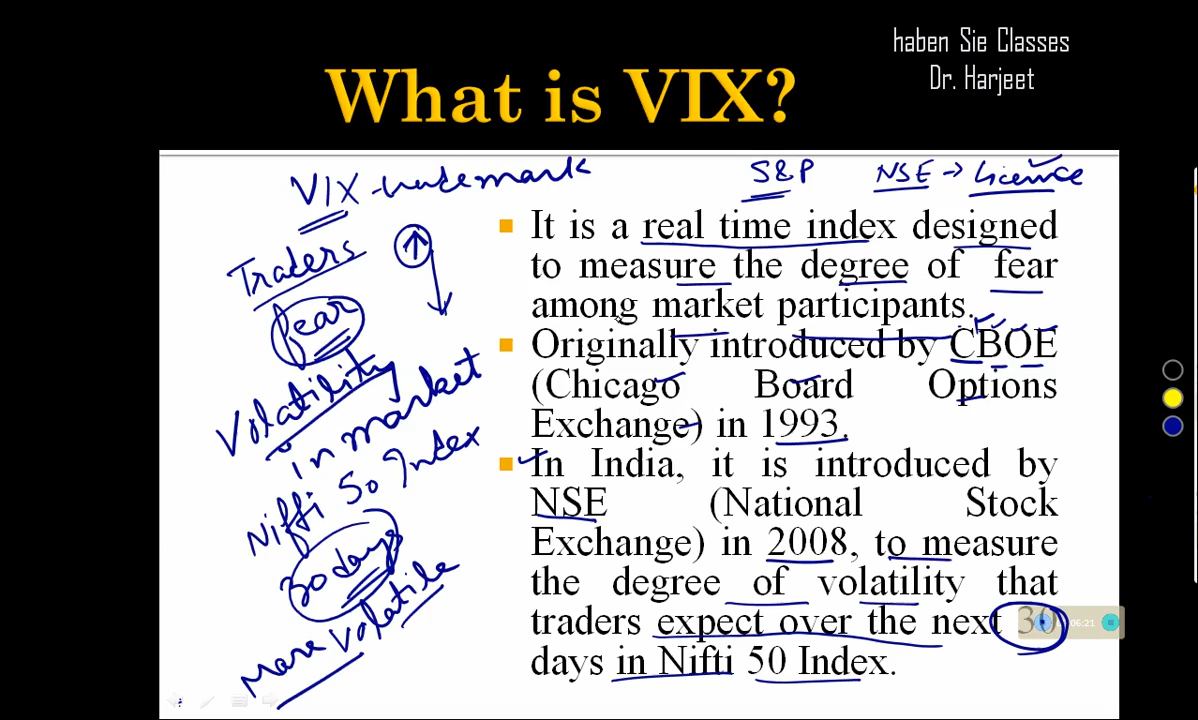 haben Sie Classes
Dr. Harjeet
What is VIX?
VIX - trademark
S&P
NSE → Licence
Traders
fear
Volatility
in market
Niffti 50 Index
30 days
More Volatile
It is a real time index designed
to measure the degree of fear
among market participants.
Originally introduced by CBOE
(Chicago Board Options
Exchange) in 1993.
In India, it is introduced by
NSE (National Stock
Exchange) in 2008, to measure
the degree of volatility that
traders expect over the next 30
days in Nifti 50 Index.
06:21